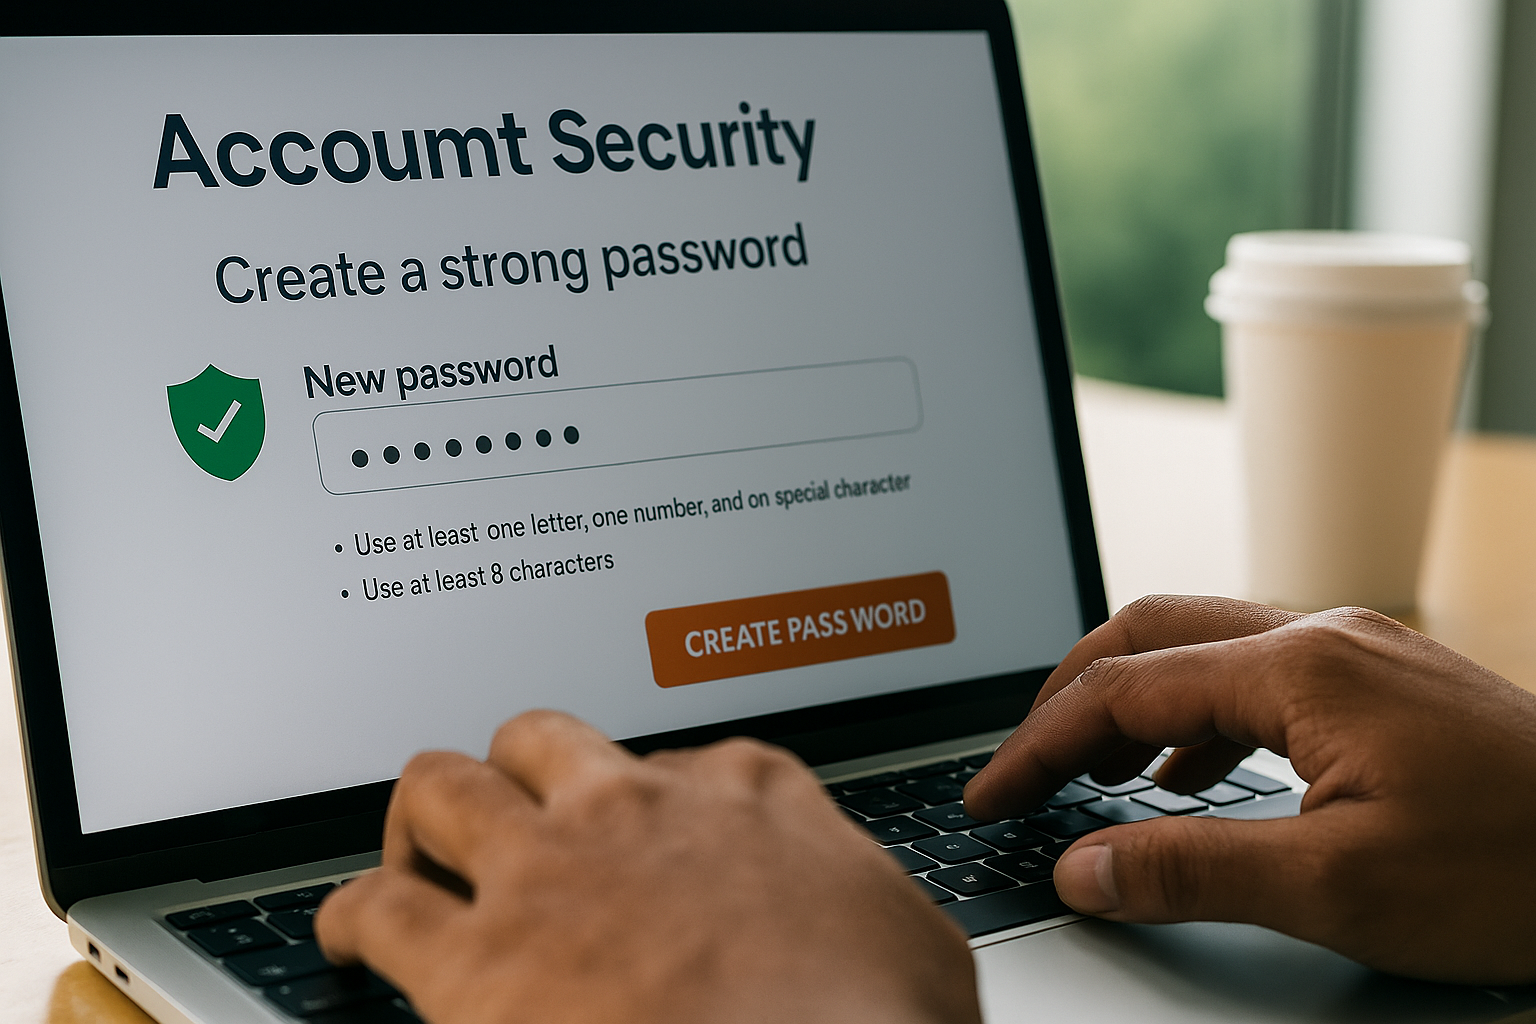 Accoumt Security
Create a strong password
New password
••••••••
• Use at least one letter, one number, and on special character
• Use at least 8 characters
CREATE PASS WORD